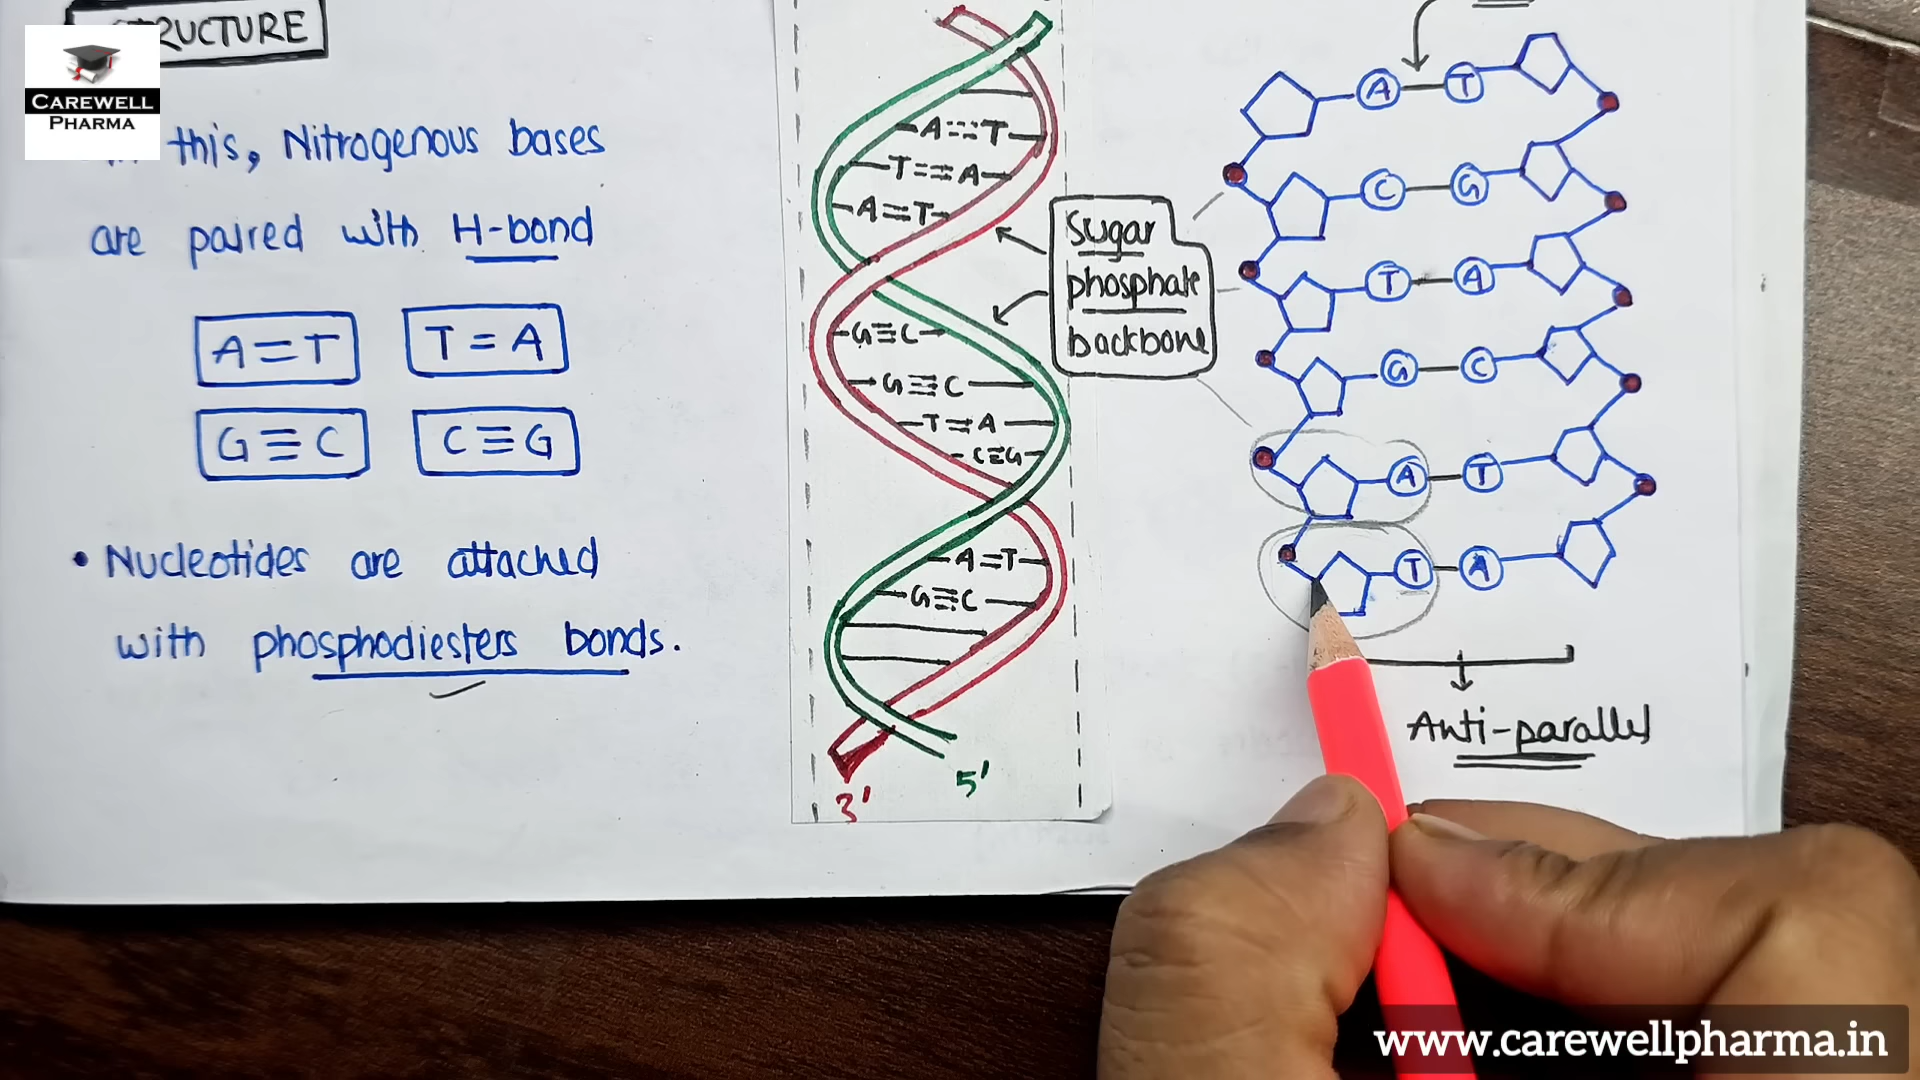 STRUCTURE
CAREWELL
PHARMA
this, Nitrogenous bases
are paired with H-bond
A=T
T=A
G≡C
C≡G
• Nucleotides are attached
with phosphodiesters bonds.
A==T
T==A
A=T
G≡C
G≡C
T=A
C≡G
A=T
G≡C
3'
5'
Sugar
phosphate
backbone
A T
C G
T A
G C
A T
T A
Anti-parallel
www.carewellpharma.in